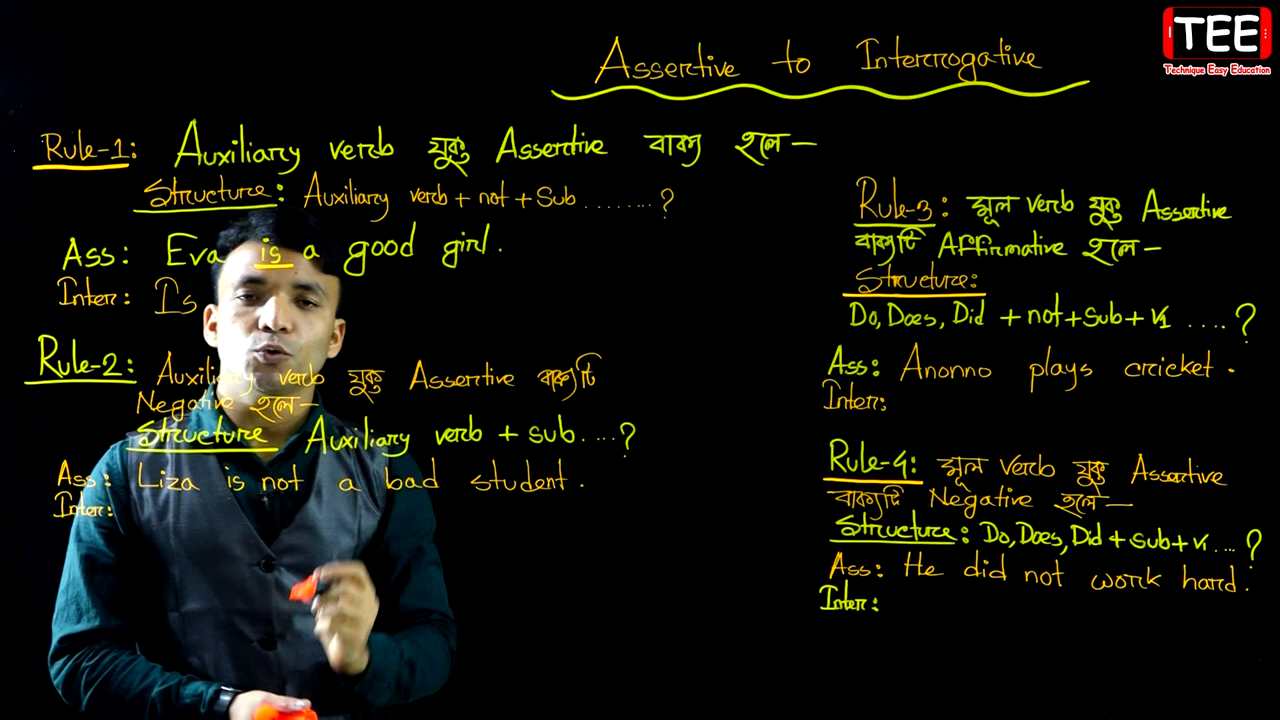 TEE
Technique Easy Education
Assertive to Interrogative
Rule-1: Auxiliary verb যুক্ত Assertive বাক্য হলে—
Structure: Auxiliary verb + not + Sub ........?
Ass: Eva is a good girl.
Inter: Is
Rule-2: Auxiliary verb যুক্ত Assertive বাক্যটি
Negative হলে—
Structure Auxiliary verb + sub....?
Ass: Liza is not a bad student.
Inter:
Rule-3: মূল verb যুক্ত Assertive
বাক্যটি Affirmative হলে—
Structure:
Do, Does, Did + not + Sub + V1 ....?
Ass: Anonno plays cricket.
Inter:
Rule-4: মূল verb যুক্ত Assertive
বাক্যটি Negative হলে—
Structure: Do, Does, Did + sub + v1 ....?
Ass: He did not work hard.
Inter: